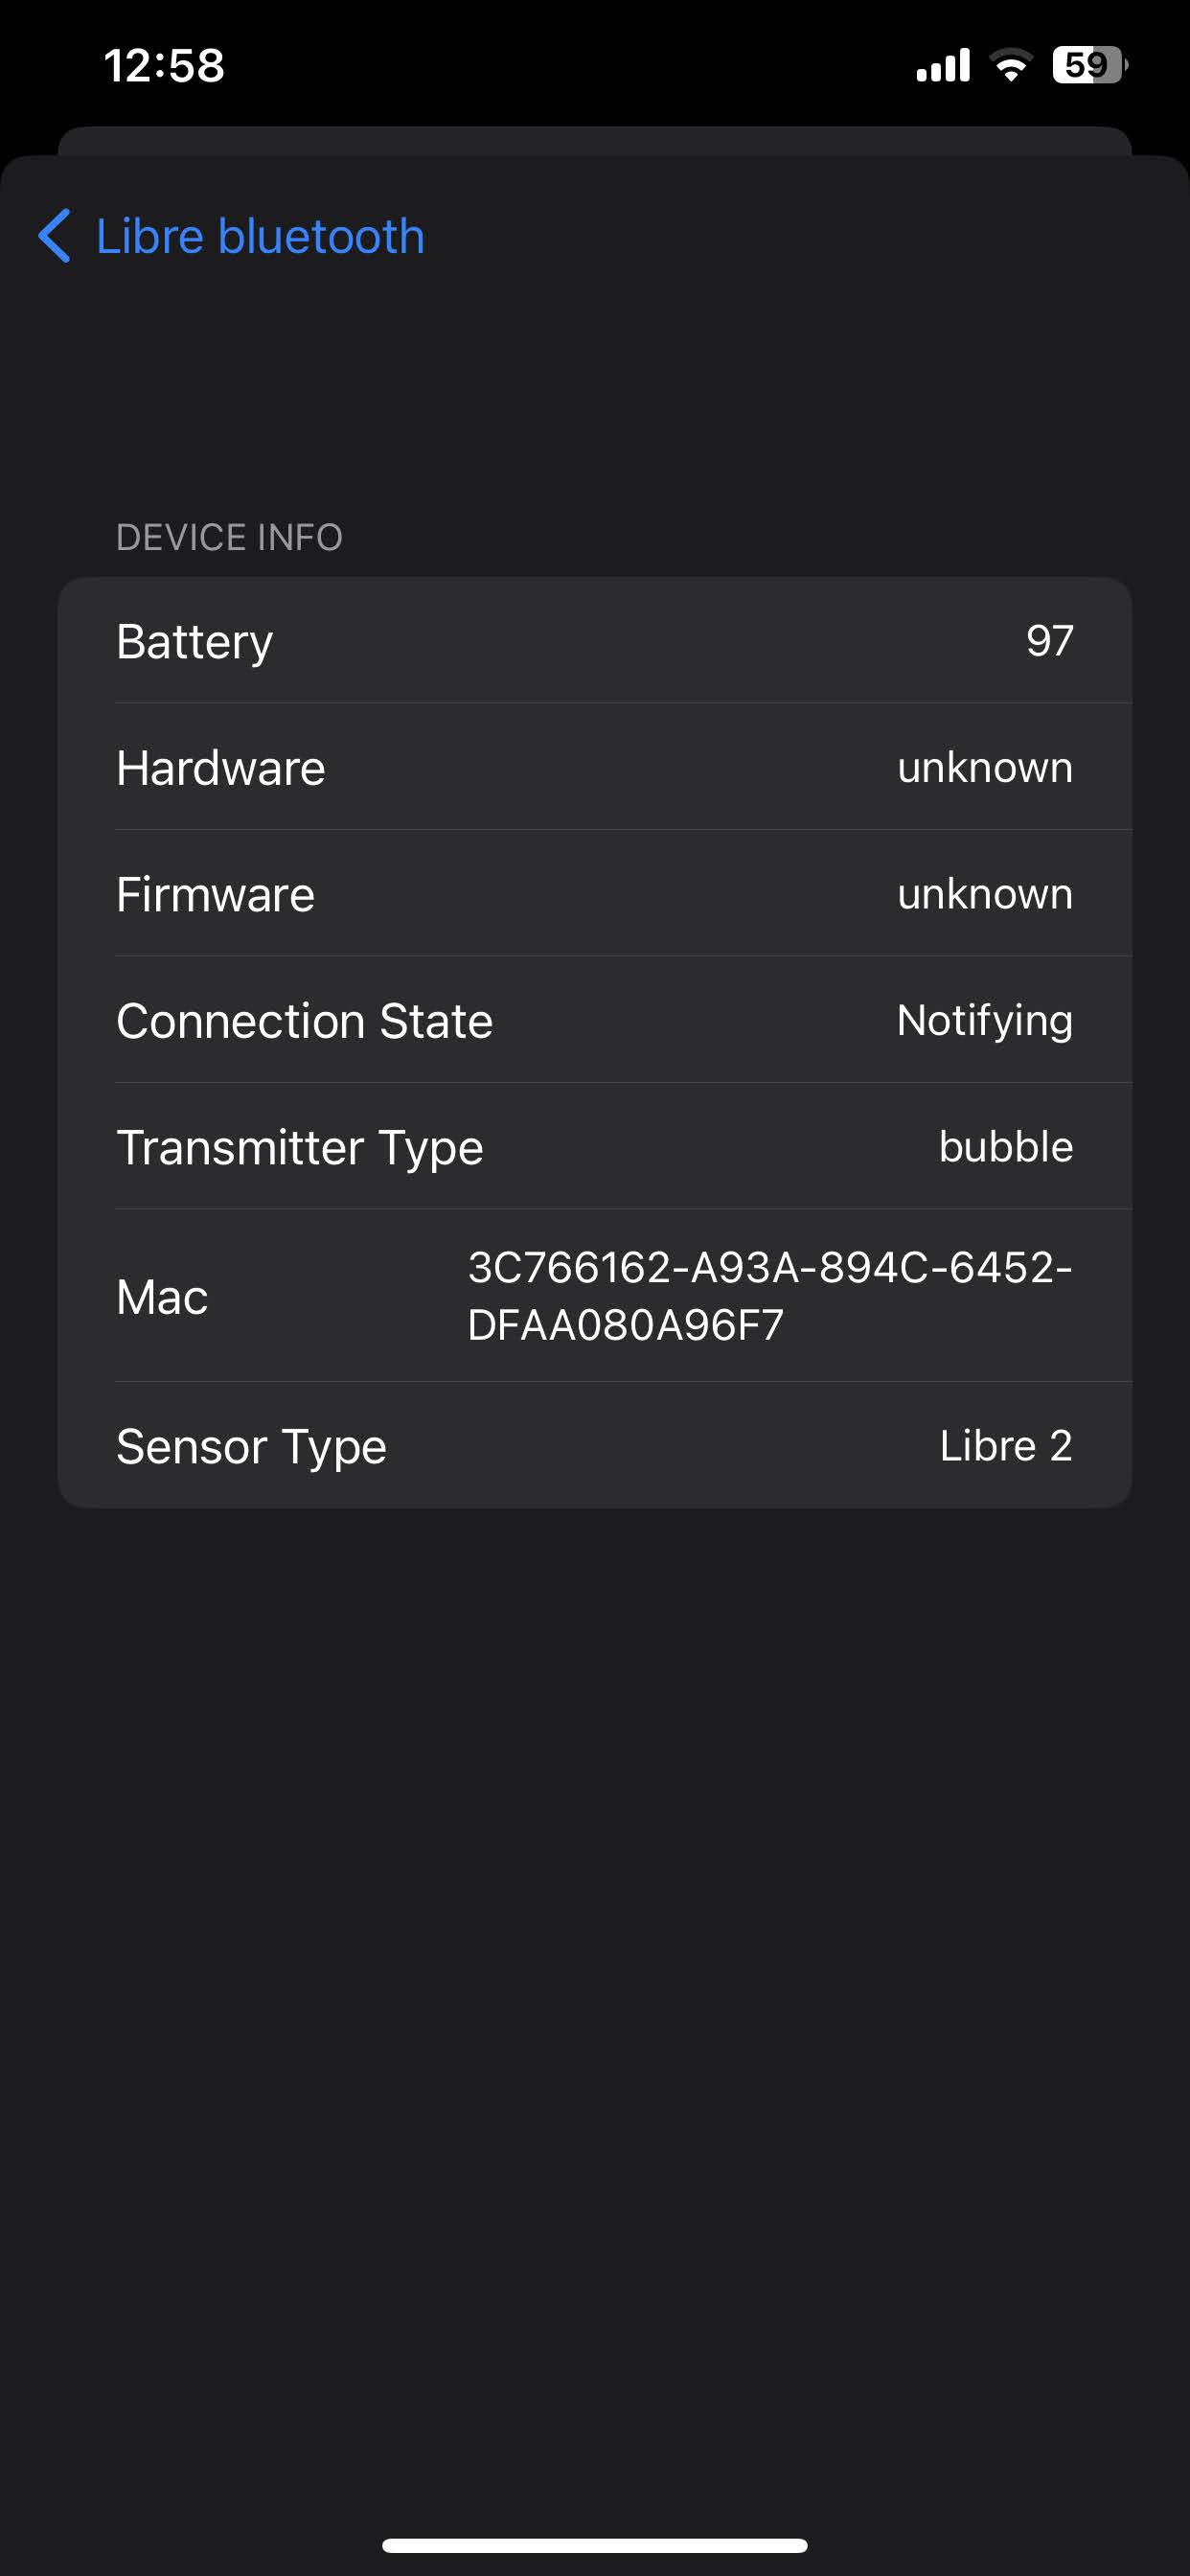 12:58
59
Libre bluetooth
DEVICE INFO
Battery 97
Hardware unknown
Firmware unknown
Connection State Notifying
Transmitter Type bubble
Mac 3C766162-A93A-894C-6452-
DFAA080A96F7
Sensor Type Libre 2